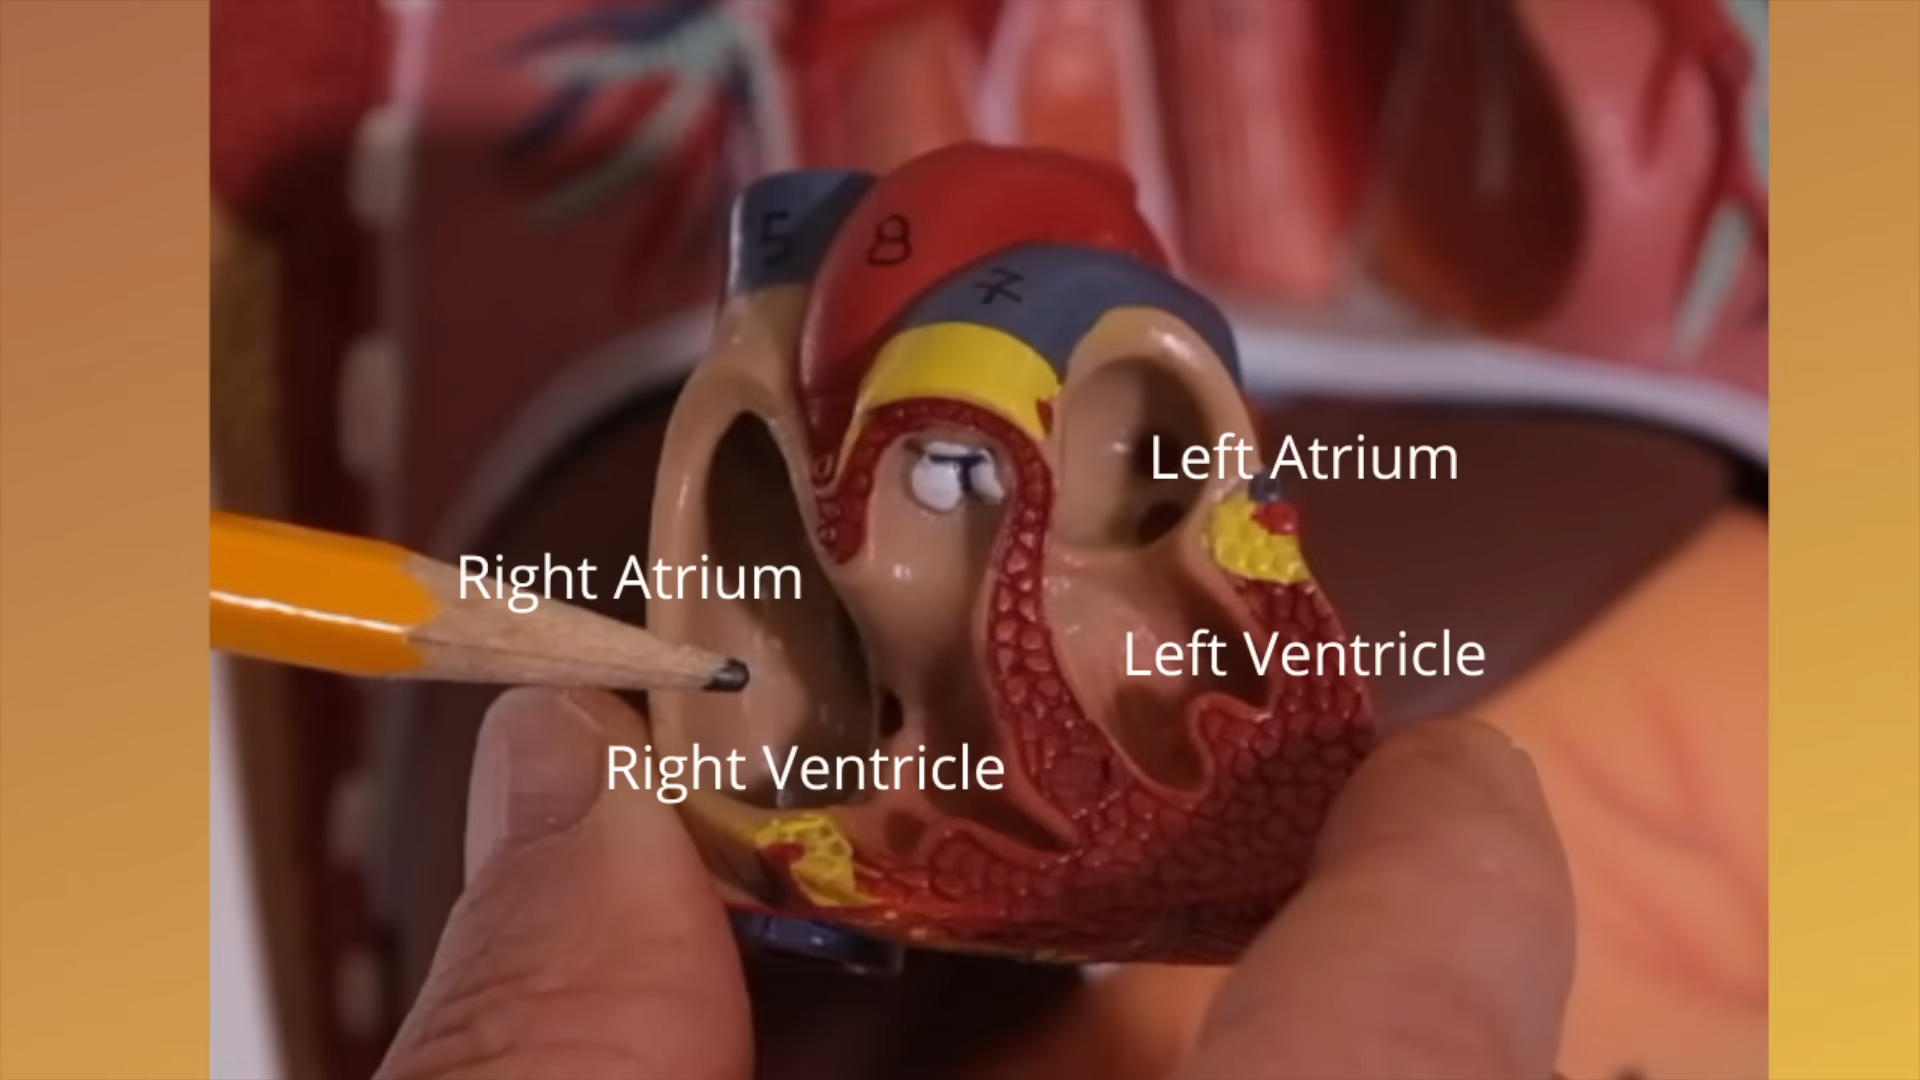 5
8
7
Left Atrium
Right Atrium
Left Ventricle
Right Ventricle